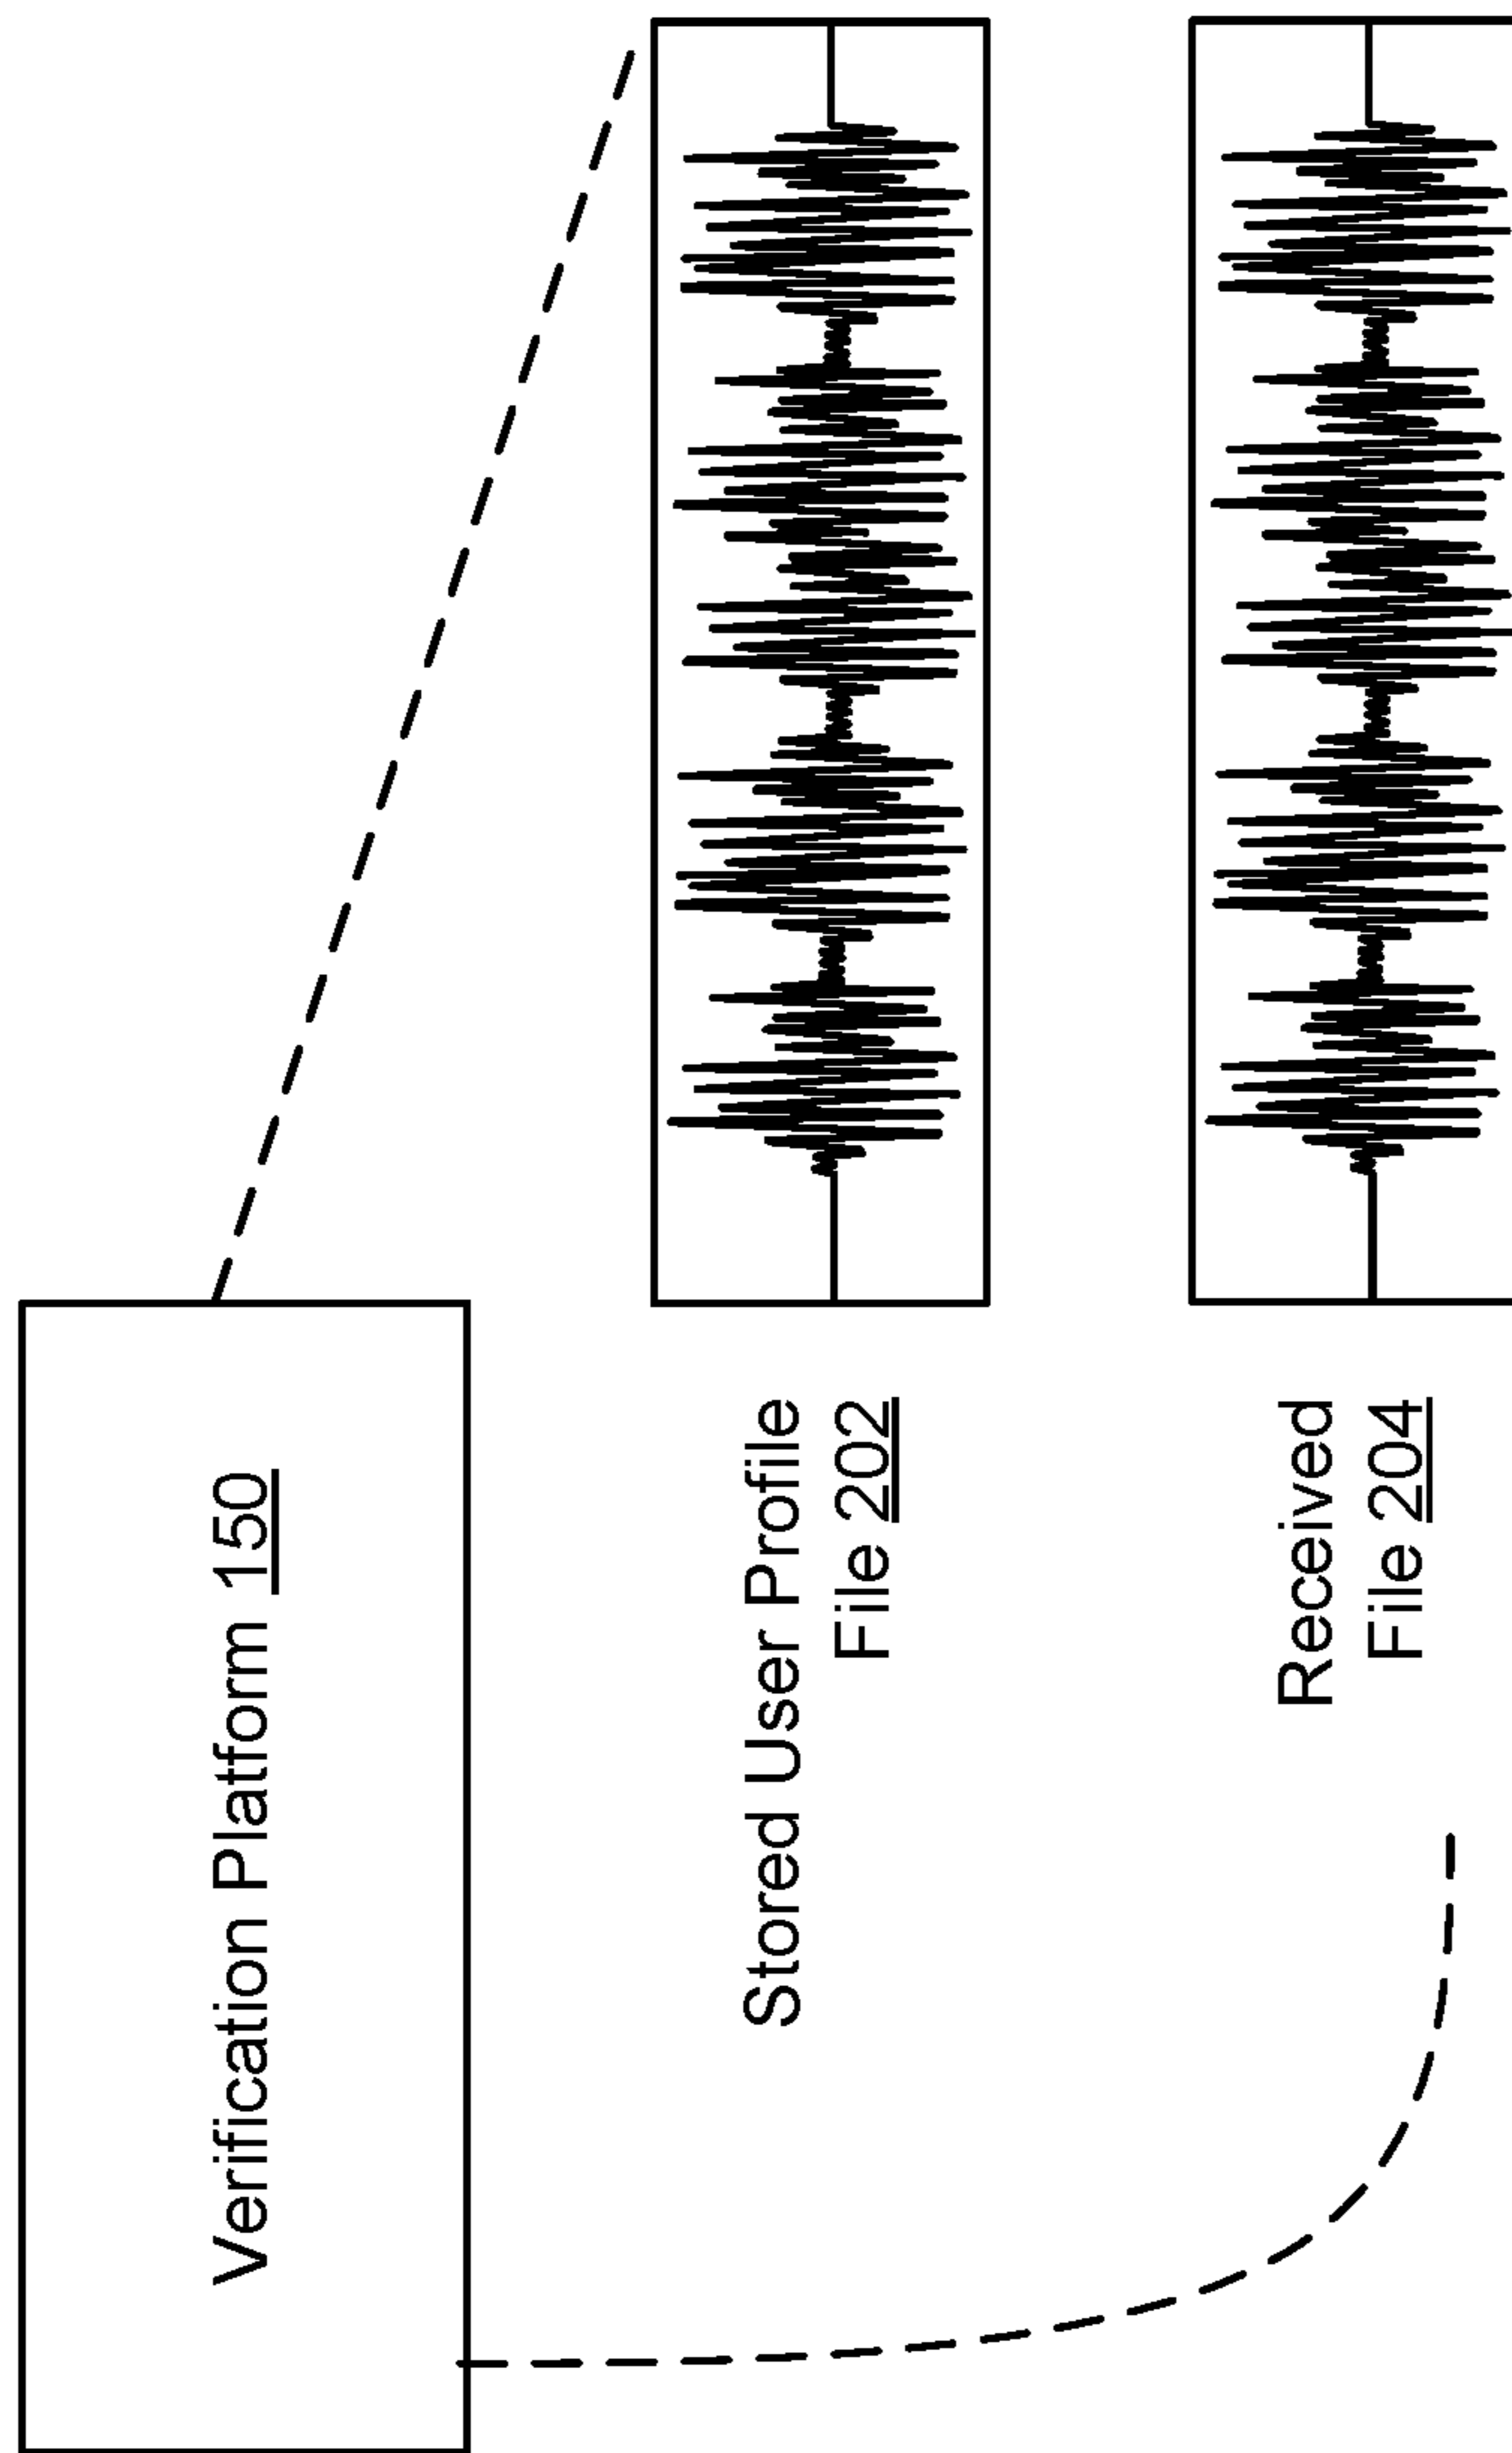 Verification Platform 150
Stored User Profile
File 202
Received
File 204